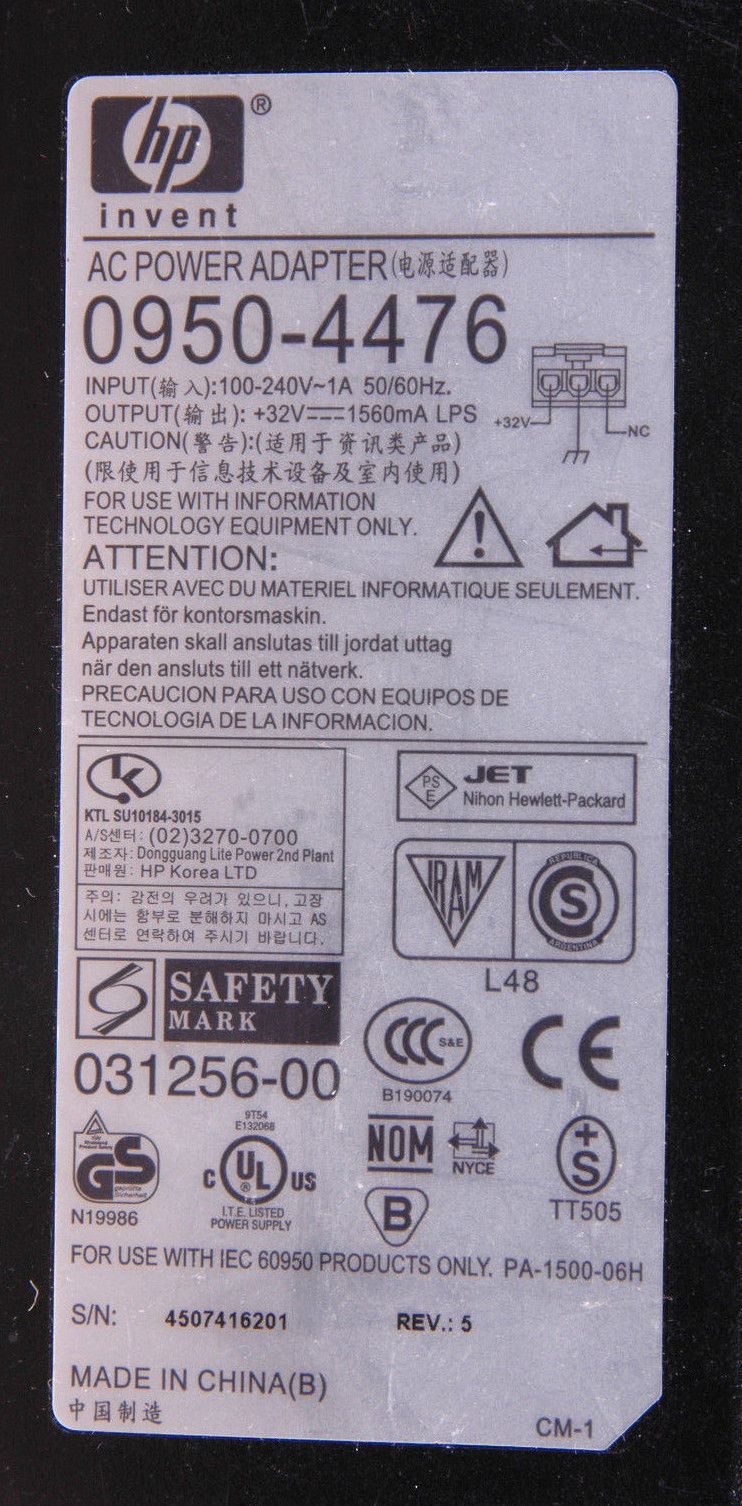 hp ®
invent
AC POWER ADAPTER(电源适配器)
0950-4476
INPUT(输入):100-240V~1A 50/60Hz.
OUTPUT(输出): +32V⎓1560mA LPS
+32V
NC
CAUTION(警告):(适用于资讯类产品)
(限使用于信息技术设备及室内使用)
FOR USE WITH INFORMATION
TECHNOLOGY EQUIPMENT ONLY.
ATTENTION:
UTILISER AVEC DU MATERIEL INFORMATIQUE SEULEMENT.
Endast för kontorsmaskin.
Apparaten skall anslutas till jordat uttag
när den ansluts till ett nätverk.
PRECAUCION PARA USO CON EQUIPOS DE
TECNOLOGIA DE LA INFORMACION.
KTL SU10184-3015
A/S센터: (02)3270-0700
제조자: Dongguang Lite Power 2nd Plant
판매원: HP Korea LTD
주의: 감전의 우려가 있으니, 고장
시에는 함부로 분해하지 마시고 AS
센터로 연락하여 주시기 바랍니다.
PS
E
JET
Nihon Hewlett-Packard
IRAM
REPUBLICA
S
ARGENTINA
L48
SAFETY
MARK
031256-00
CCC S&E
B190074
CE
TÜV
Rheinland
Product Safety
GS
geprüfte
Sicherheit
N19986
9T54
E132068
C UL US
I.T.E. LISTED
POWER SUPPLY
NOM
NYCE
B
+S
TT505
FOR USE WITH IEC 60950 PRODUCTS ONLY. PA-1500-06H
S/N: 4507416201 REV.: 5
MADE IN CHINA(B)
中国制造
CM-1